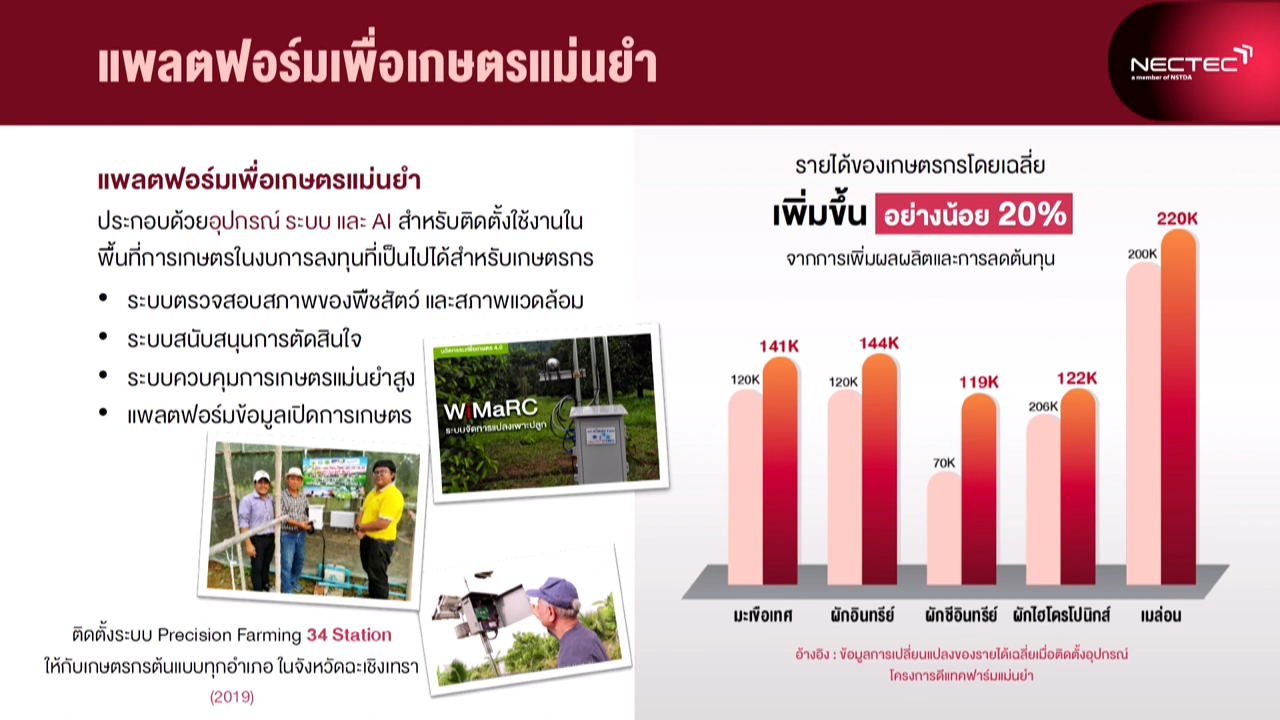 แพลตฟอร์มเพื่อเกษตรแม่นยำ
NECTEC
a member of NSTDA
แพลตฟอร์มเพื่อเกษตรแม่นยำ
ประกอบด้วยอุปกรณ์ ระบบ และ AI สำหรับติดตั้งใช้งานใน
พื้นที่การเกษตรในงบการลงทุนที่เป็นไปได้สำหรับเกษตรกร
• ระบบตรวจสอบสภาพของพืชสัตว์ และสภาพแวดล้อม
• ระบบสนับสนุนการตัดสินใจ
• ระบบควบคุมการเกษตรแม่นยำสูง
• แพลตฟอร์มข้อมูลเปิดการเกษตร
นวัตกรรมเพื่อเกษตร 4.0
WiMaRC
ระบบจัดการแปลงเพาะปลูก
ติดตั้งระบบ Precision Farming 34 Station
ให้กับเกษตรกรต้นแบบทุกอำเภอ ในจังหวัดฉะเชิงเทรา
(2019)
รายได้ของเกษตรกรโดยเฉลี่ย
เพิ่มขึ้น อย่างน้อย 20%
จากการเพิ่มผลผลิตและการลดต้นทุน
120K 141K
120K 144K
70K 119K
206K 122K
200K 220K
มะเขือเทศ ผักอินทรีย์ ผักชีอินทรีย์ ผักไฮโดรโปนิกส์ เมล่อน
อ้างอิง : ข้อมูลการเปลี่ยนแปลงของรายได้เฉลี่ยเมื่อติดตั้งอุปกรณ์
โครงการดีแทคฟาร์มแม่นยำ